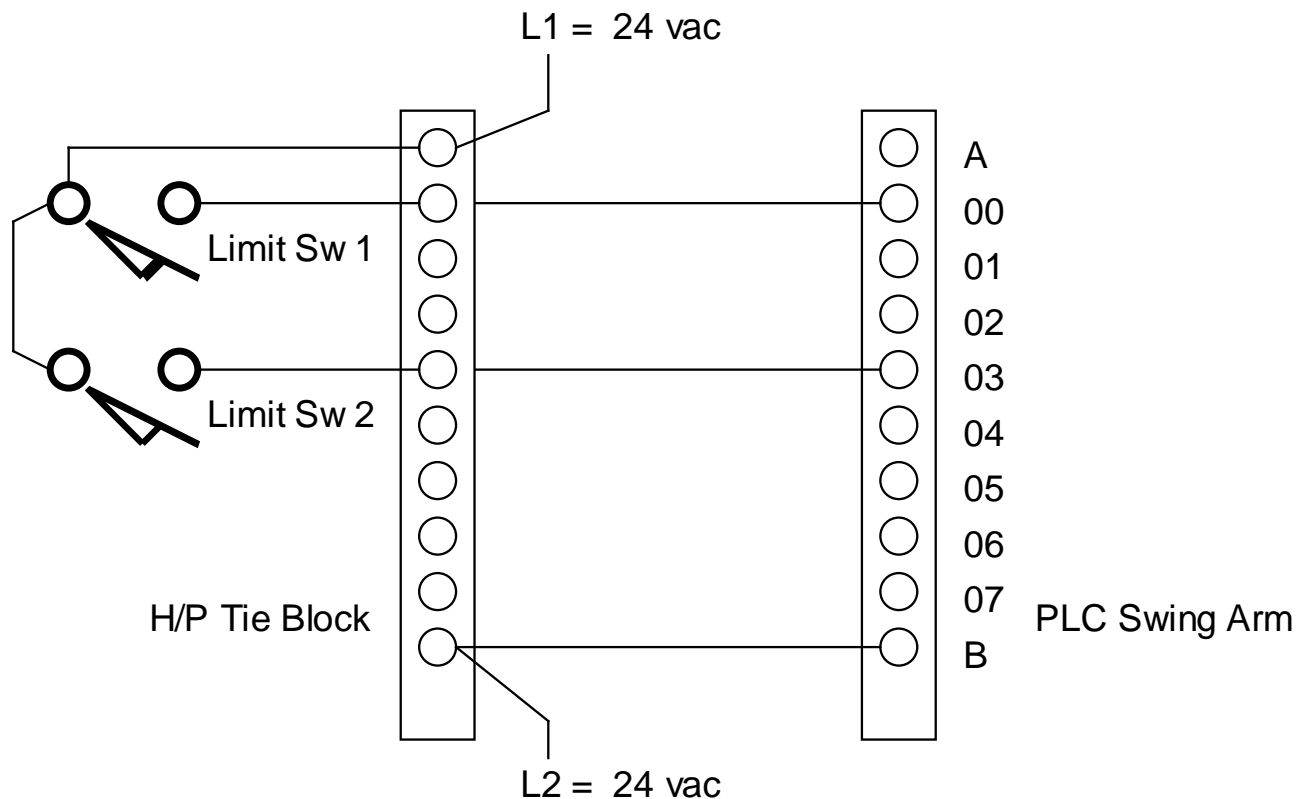 L1 = 24 vac
A
00
Limit Sw 1
01
02
03
Limit Sw 2
04
05
06
07
H/P Tie Block
PLC Swing Arm
B
L2 = 24 vac